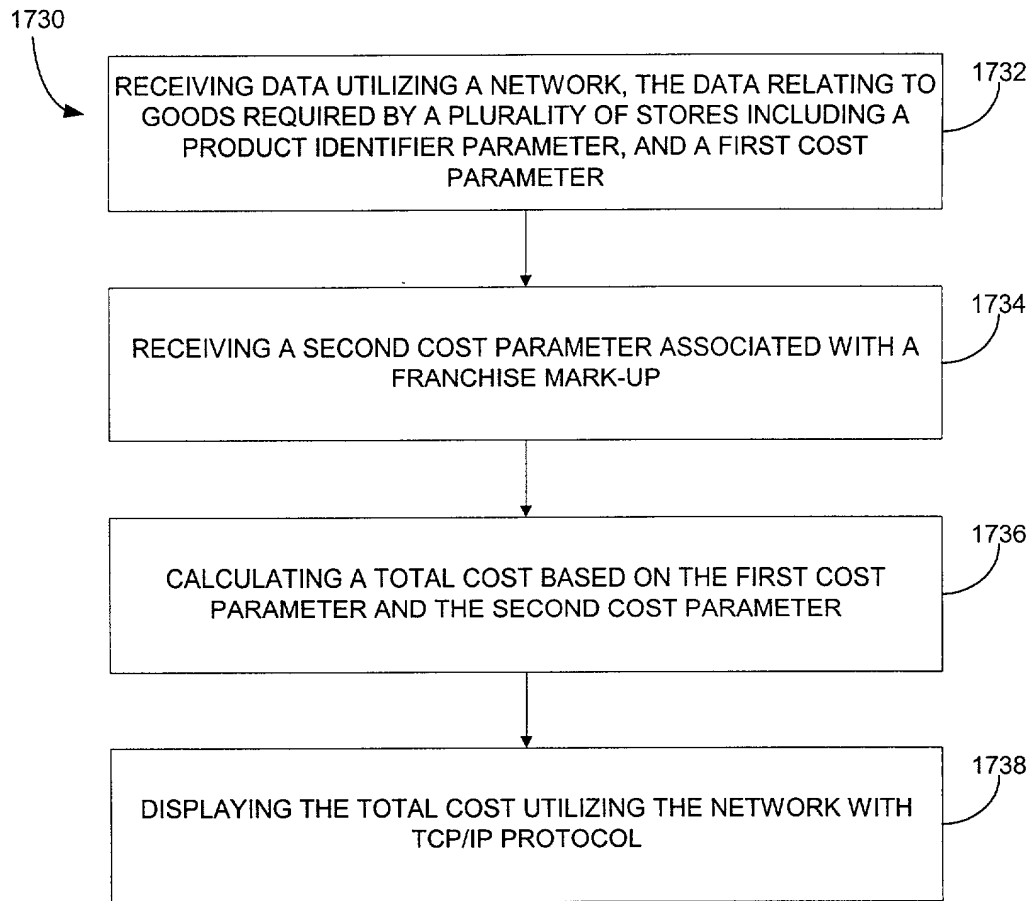 1730
RECEIVING DATA UTILIZING A NETWORK, THE DATA RELATING TO
GOODS REQUIRED BY A PLURALITY OF STORES INCLUDING A
PRODUCT IDENTIFIER PARAMETER, AND A FIRST COST
PARAMETER
1732
RECEIVING A SECOND COST PARAMETER ASSOCIATED WITH A
FRANCHISE MARK-UP
1734
CALCULATING A TOTAL COST BASED ON THE FIRST COST
PARAMETER AND THE SECOND COST PARAMETER
1736
DISPLAYING THE TOTAL COST UTILIZING THE NETWORK WITH
TCP/IP PROTOCOL
1738